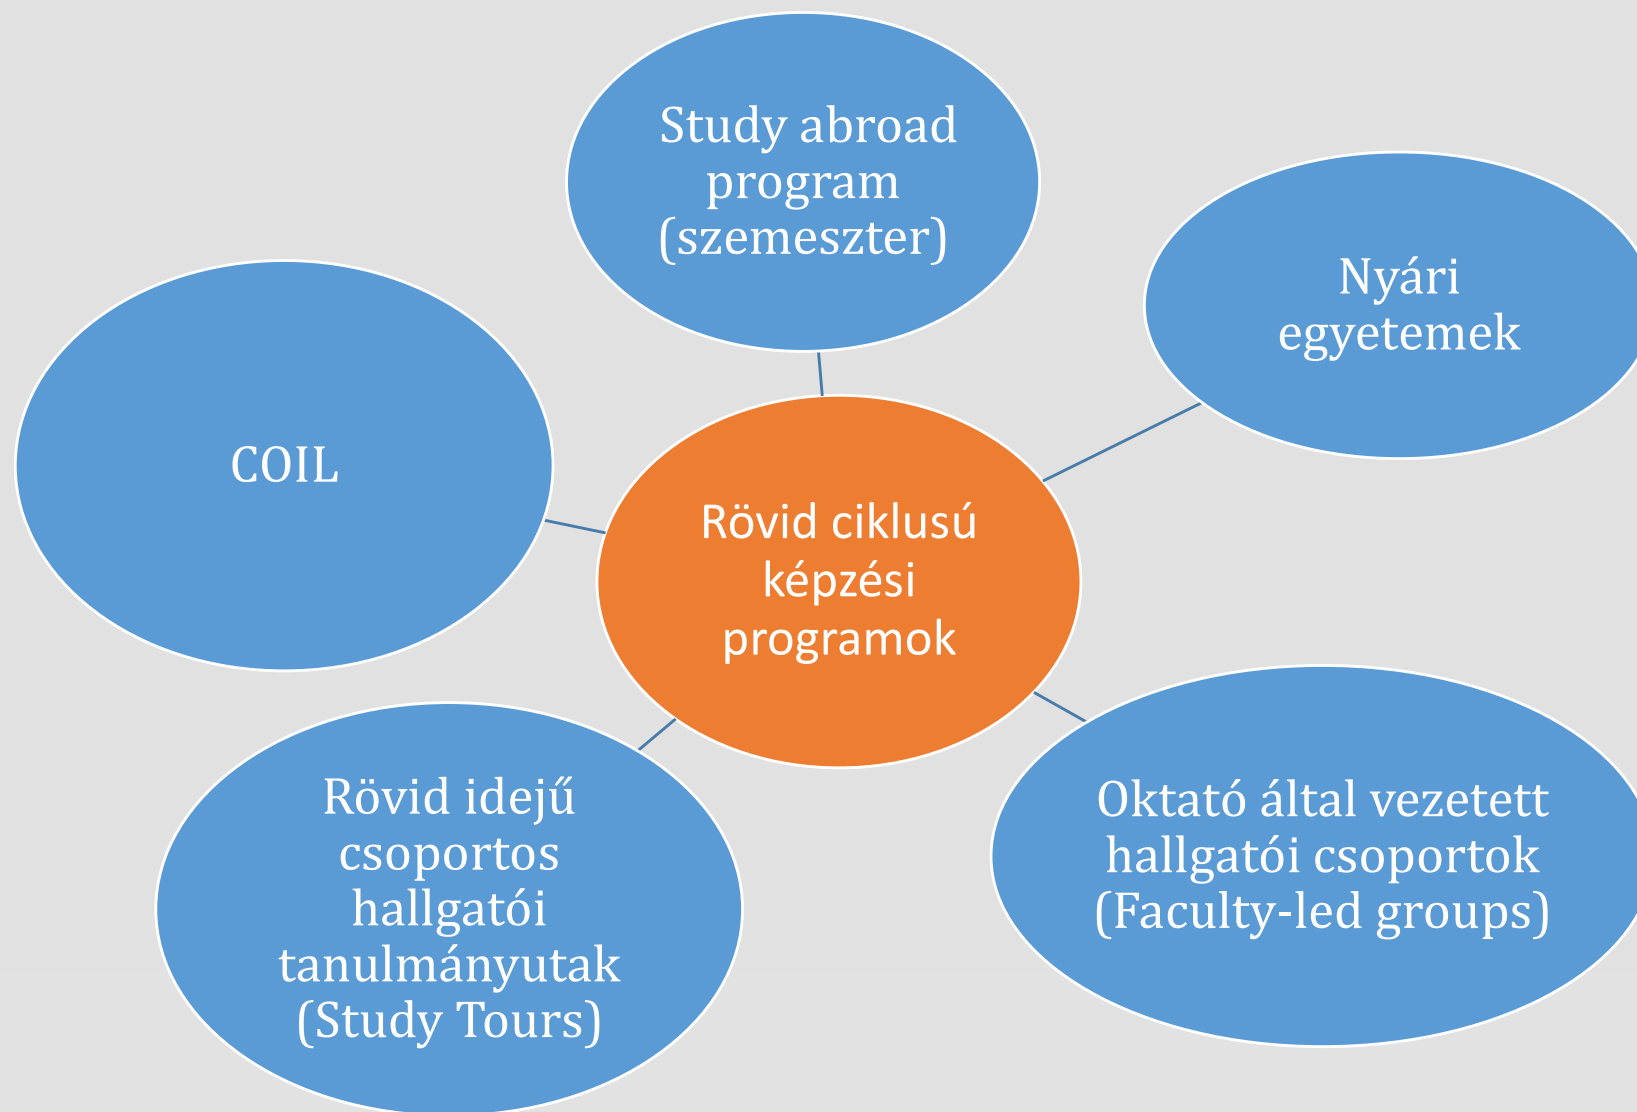 Study abroad
program
(szemeszter)
Nyári
egyetemek
COIL
Rövid ciklusú
képzési
programok
Oktató által vezetett
hallgatói csoportok
(Faculty-led groups)
Rövid idejű
csoportos
hallgatói
tanulmányutak
(Study Tours)